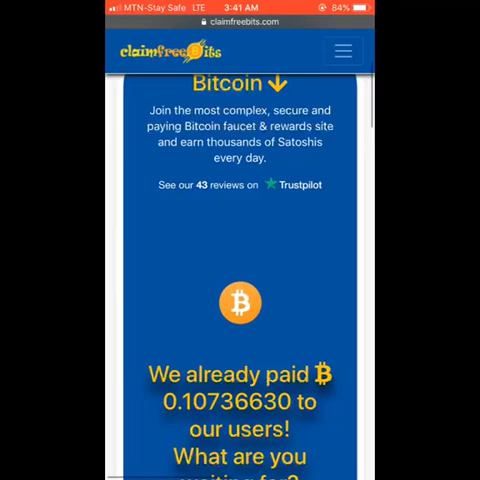 MTN-Stay Safe LTE 3:41 AM 84%
claimfreebits.com
claimfreebits
Bitcoin
Join the most complex, secure and
paying Bitcoin faucet & rewards site
and earn thousands of Satoshis
every day.
See our 43 reviews on Trustpilot
We already paid ₿
0.10736630 to
our users!
What are you
waiting for?